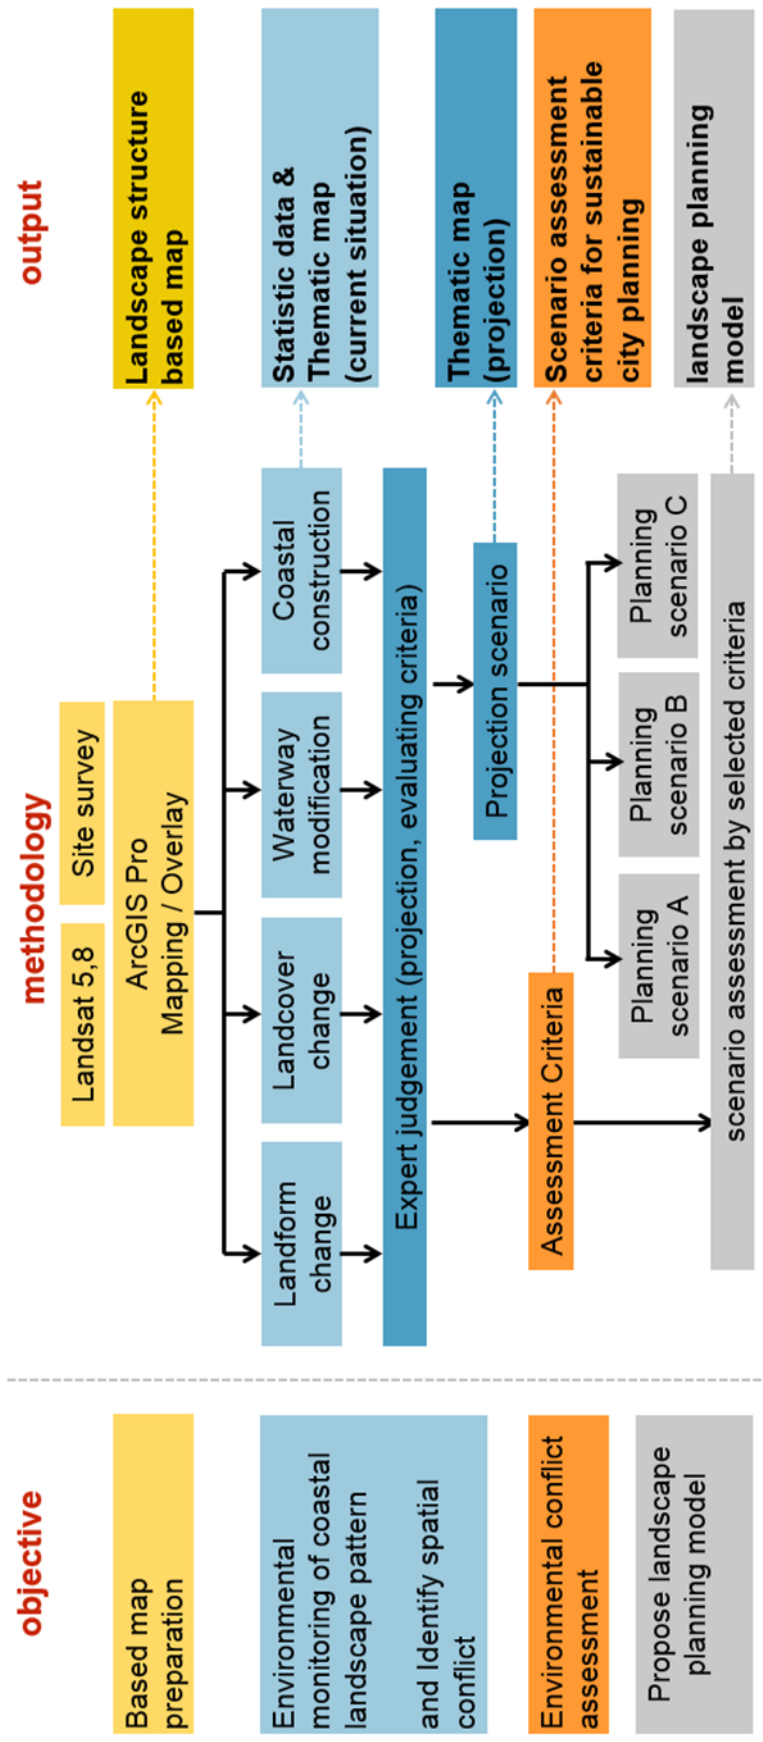 objective
methodology
output
Based map
preparation
Landsat 5,8
Site survey
ArcGIS Pro
Mapping / Overlay
Landscape structure
based map
Environmental
monitoring of coastal
landscape pattern
and Identify spatial
conflict
Landform
change
Landcover
change
Waterway
modification
Coastal
construction
Statistic data &
Thematic map
(current situation)
Expert judgement (projection, evaluating criteria)
Projection scenario
Thematic map
(projection)
Environmental conflict
assessment
Assessment Criteria
Scenario assessment
criteria for sustainable
city planning
Propose landscape
planning model
Planning
scenario A
Planning
scenario B
Planning
scenario C
scenario assessment by selected criteria
landscape planning
model